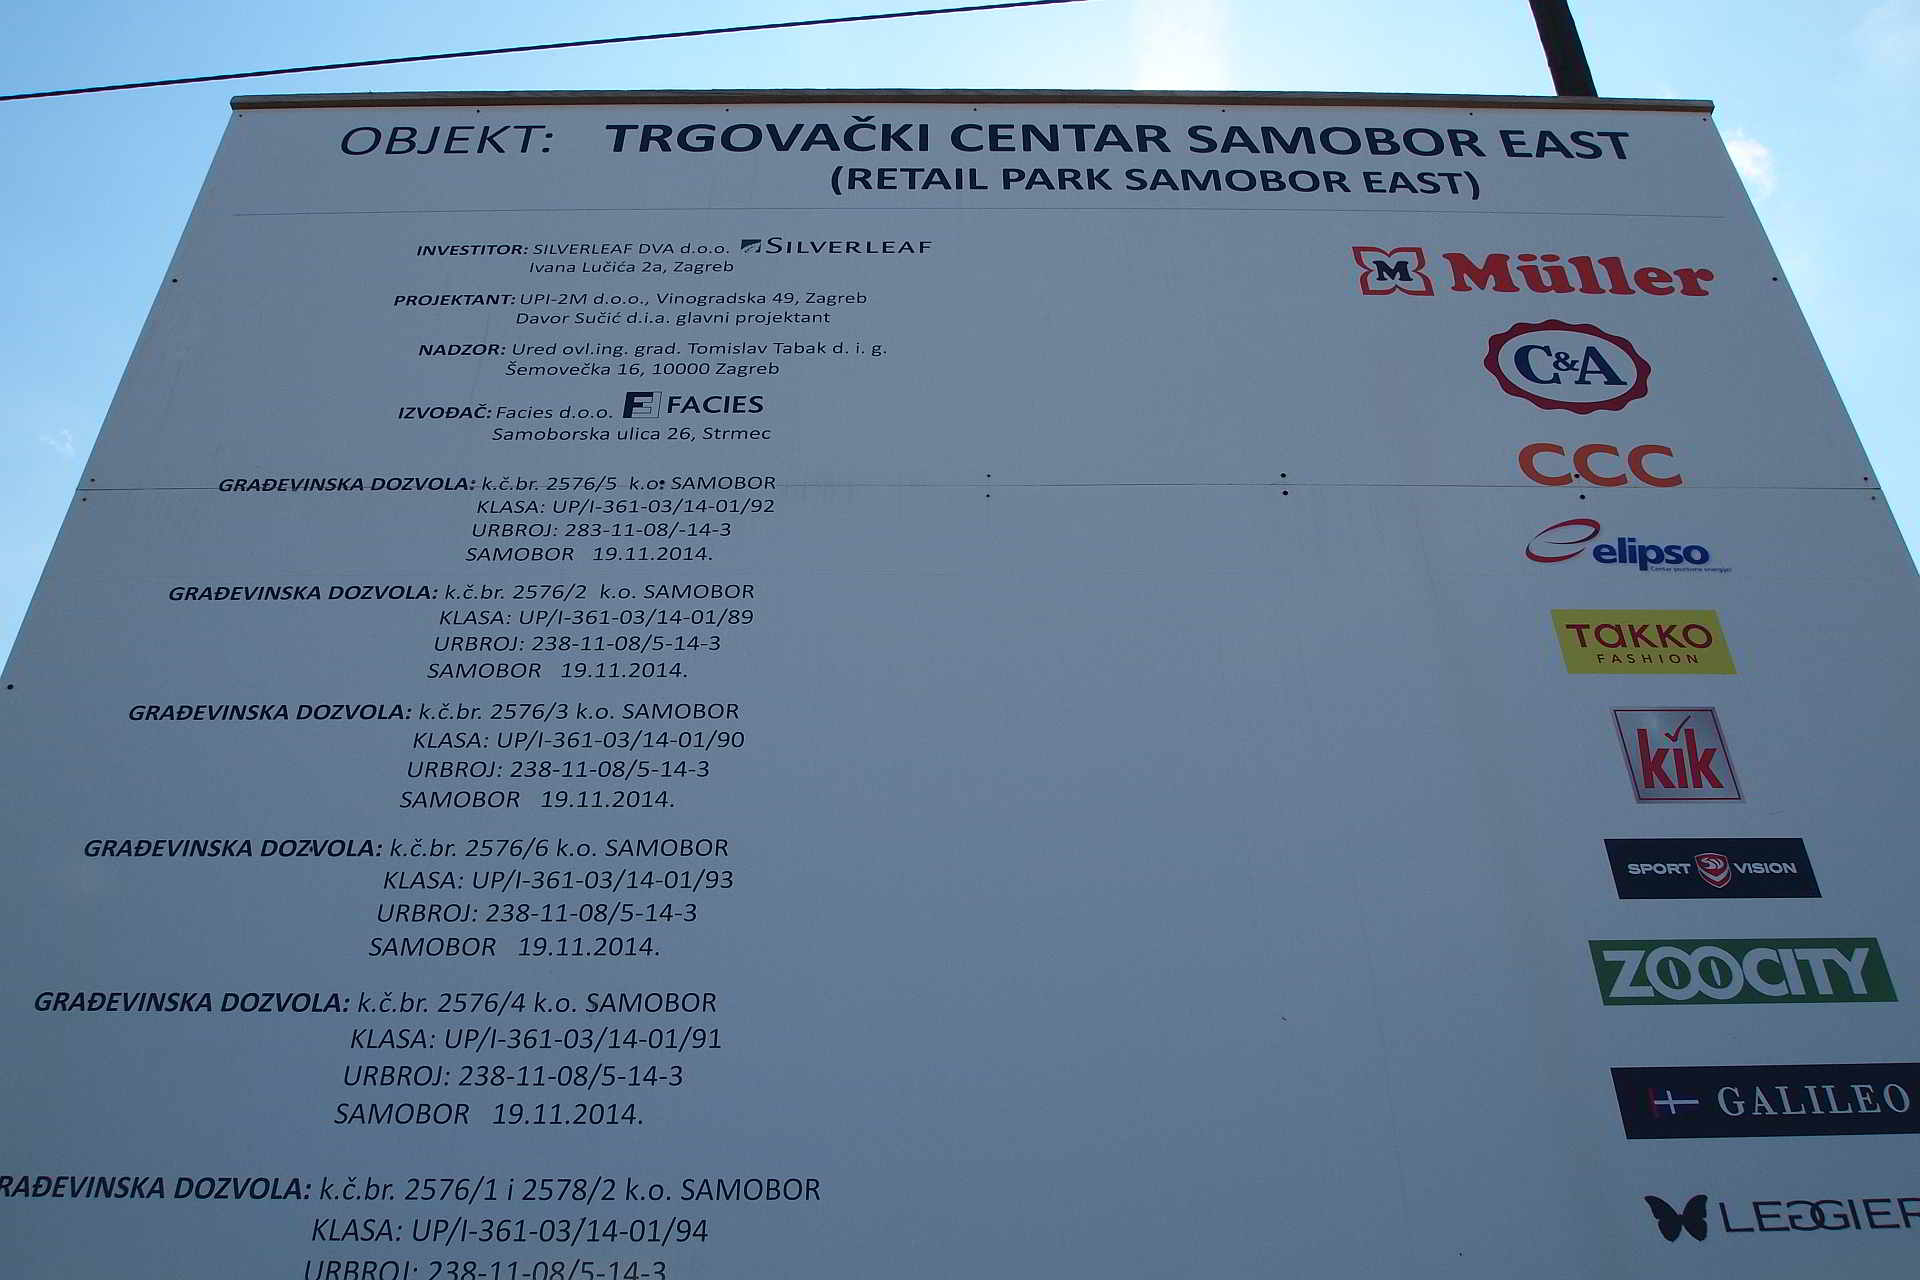 OBJEKT: TRGOVAČKI CENTAR SAMOBOR EAST
(RETAIL PARK SAMOBOR EAST)
INVESTITOR: SILVERLEAF DVA d.o.o. SILVERLEAF
Ivana Lučića 2a, Zagreb
PROJEKTANT: UPI-2M d.o.o., Vinogradska 49, Zagreb
Davor Sučić d.i.a. glavni projektant
NADZOR: Ured ovl.ing. grad. Tomislav Tabak d. i. g.
Šemovečka 16, 10000 Zagreb
IZVOĐAČ: Facies d.o.o. FACIES
Samoborska ulica 26, Strmec
GRAĐEVINSKA DOZVOLA: k.č.br. 2576/5 k.o. SAMOBOR
KLASA: UP/I-361-03/14-01/92
URBROJ: 283-11-08/-14-3
SAMOBOR 19.11.2014.
GRAĐEVINSKA DOZVOLA: k.č.br. 2576/2 k.o. SAMOBOR
KLASA: UP/I-361-03/14-01/89
URBROJ: 238-11-08/5-14-3
SAMOBOR 19.11.2014.
GRAĐEVINSKA DOZVOLA: k.č.br. 2576/3 k.o. SAMOBOR
KLASA: UP/I-361-03/14-01/90
URBROJ: 238-11-08/5-14-3
SAMOBOR 19.11.2014.
GRAĐEVINSKA DOZVOLA: k.č.br. 2576/6 k.o. SAMOBOR
KLASA: UP/I-361-03/14-01/93
URBROJ: 238-11-08/5-14-3
SAMOBOR 19.11.2014.
GRAĐEVINSKA DOZVOLA: k.č.br. 2576/4 k.o. SAMOBOR
KLASA: UP/I-361-03/14-01/91
URBROJ: 238-11-08/5-14-3
SAMOBOR 19.11.2014.
RAĐEVINSKA DOZVOLA: k.č.br. 2576/1 i 2578/2 k.o. SAMOBOR
KLASA: UP/I-361-03/14-01/94
URBROJ: 238-11-08/5-14-3
M Müller
C&A
CCC
elipso
TAKKO
FASHION
kik
SPORT VISION
ZOOCITY
GALILEO
LEGGIER